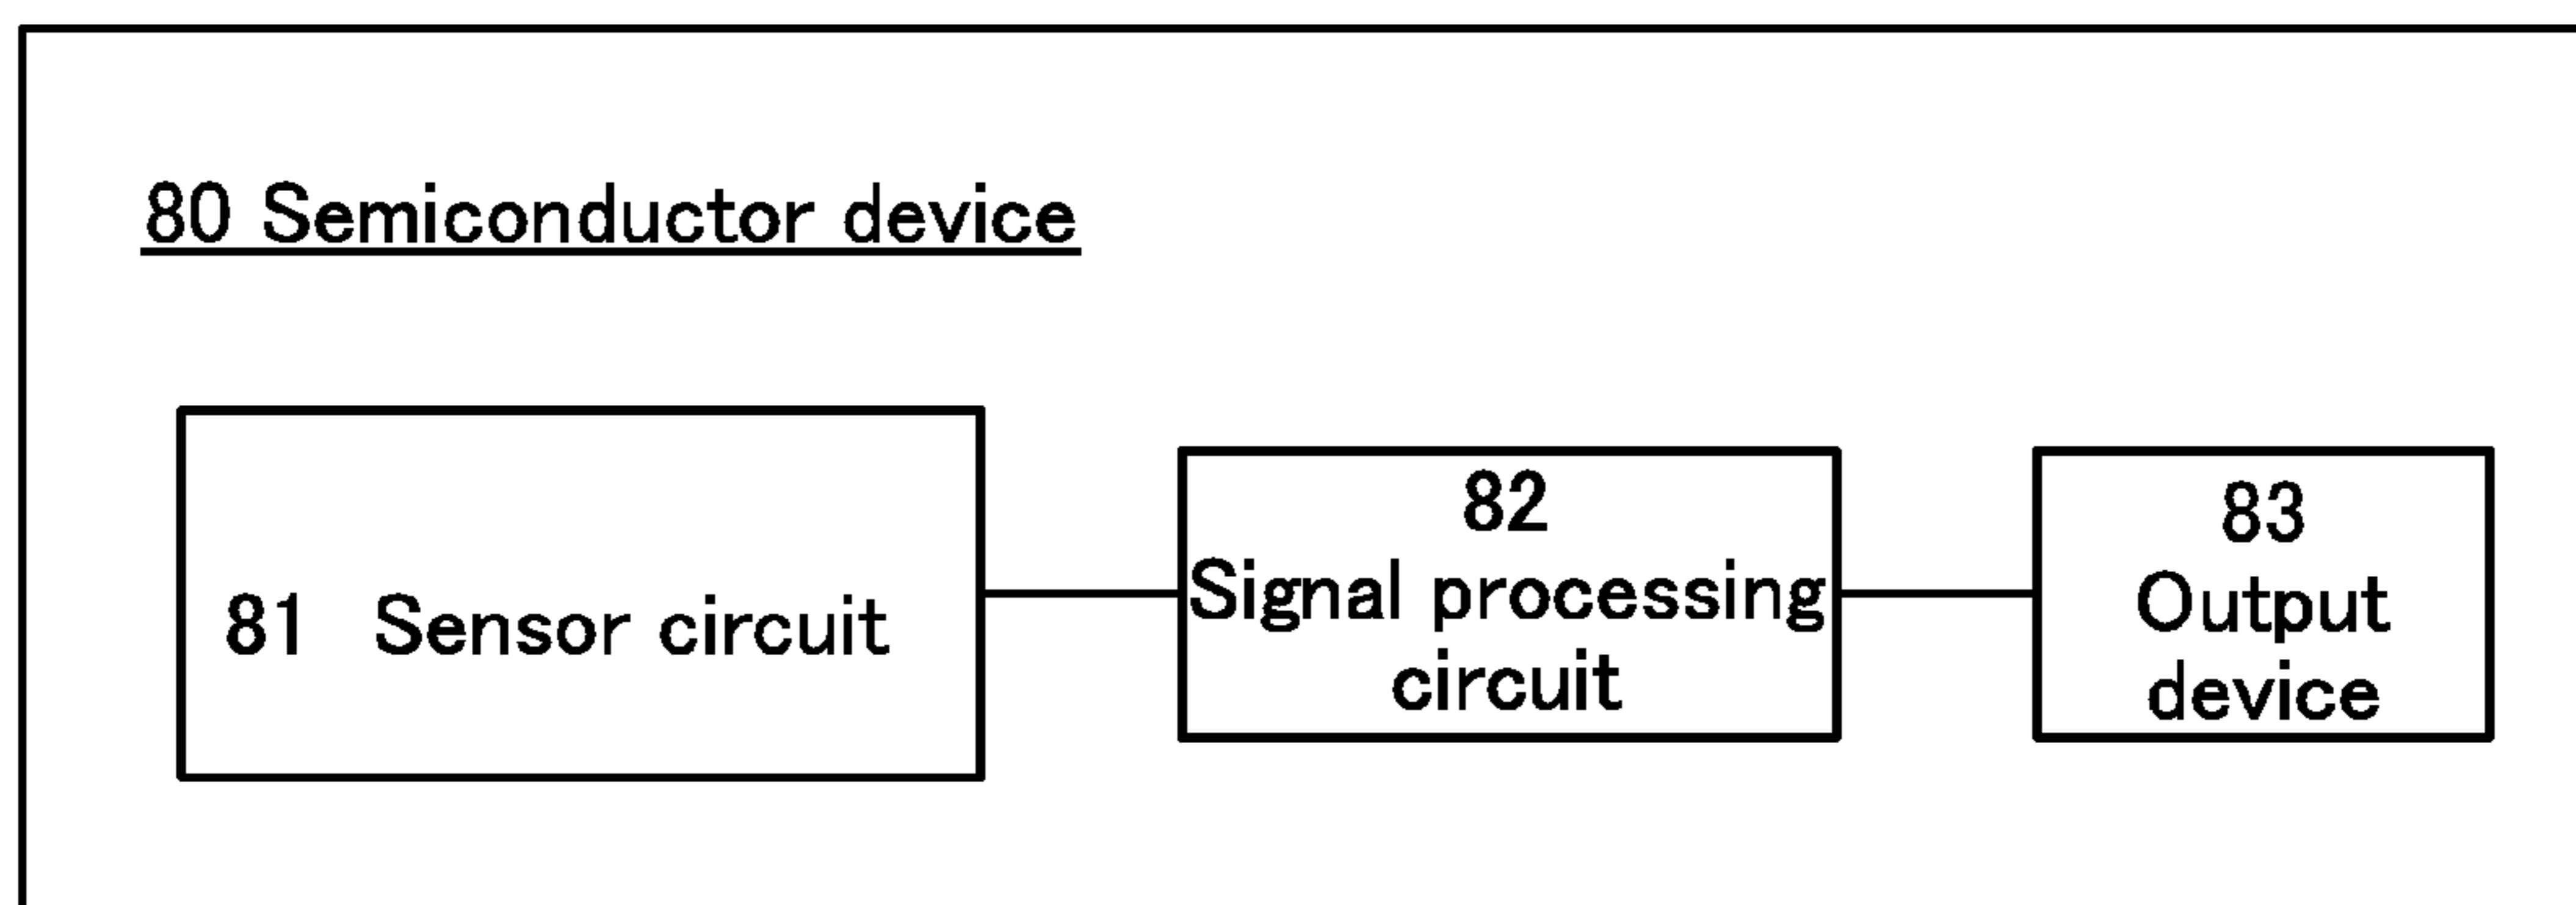 80 Semiconductor device
81 Sensor circuit
82
Signal processing
circuit
83
Output
device